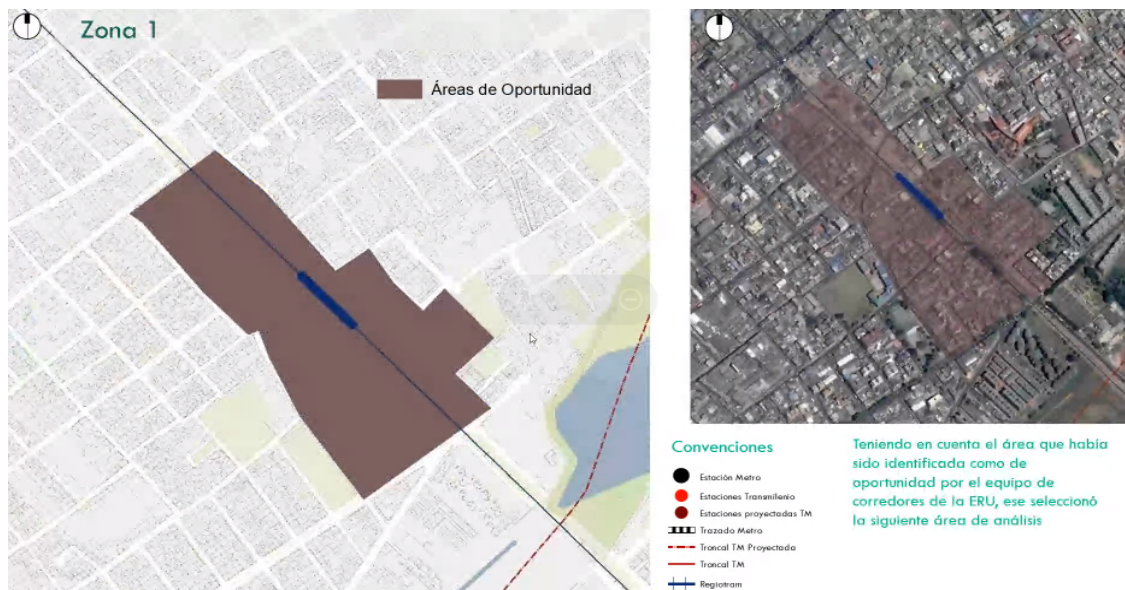 Zona 1
Áreas de Oportunidad
Convenciones
Estación Metro
Estaciones Transmilenio
Estaciones proyectadas TM
Trazado Metro
Troncal TM Proyectada
Troncal TM
Regiotram
Teniendo en cuenta el área que había
sido identificada como de
oportunidad por el equipo de
corredores de la ERU, ese seleccionó
la siguiente área de análisis